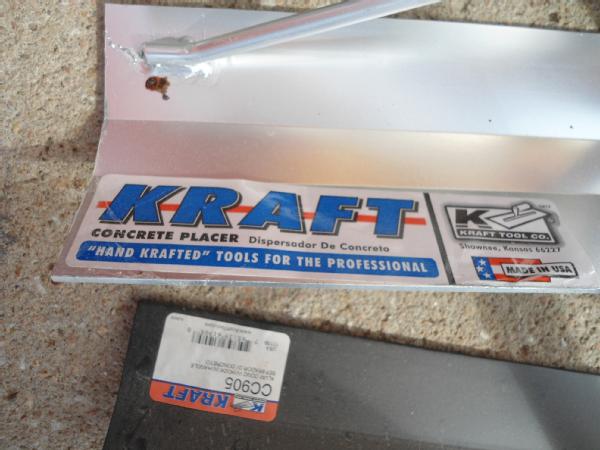 KRAFT
CONCRETE PLACER Dispersador De Concreto
"HAND KRAFTED" TOOLS FOR THE PROFESSIONAL
K
KRAFT TOOL CO.
Shawnee, Kansas 66227
MADE IN USA
K KRAFT
CC905